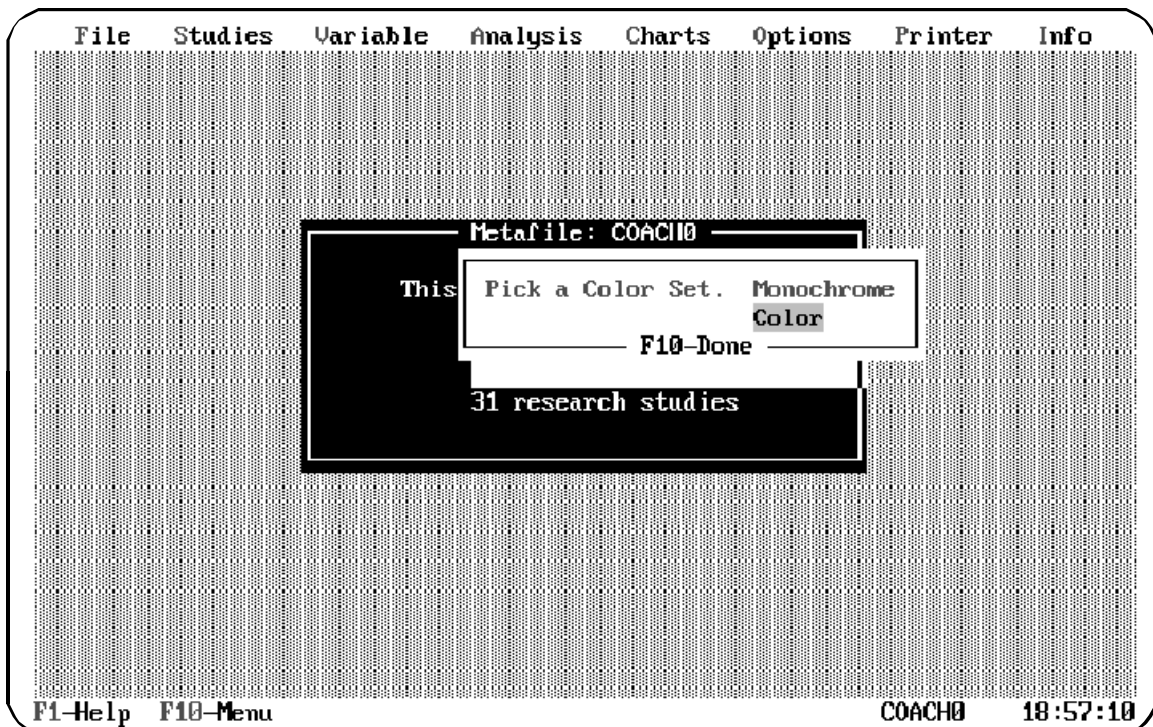 File Studies Variable Analysis Charts Options Printer Info
Metafile: COACH0
This
Pick a Color Set. Monochrome
Color
F10-Done
31 research studies
F1-Help F10-Menu COACH0 18:57:10